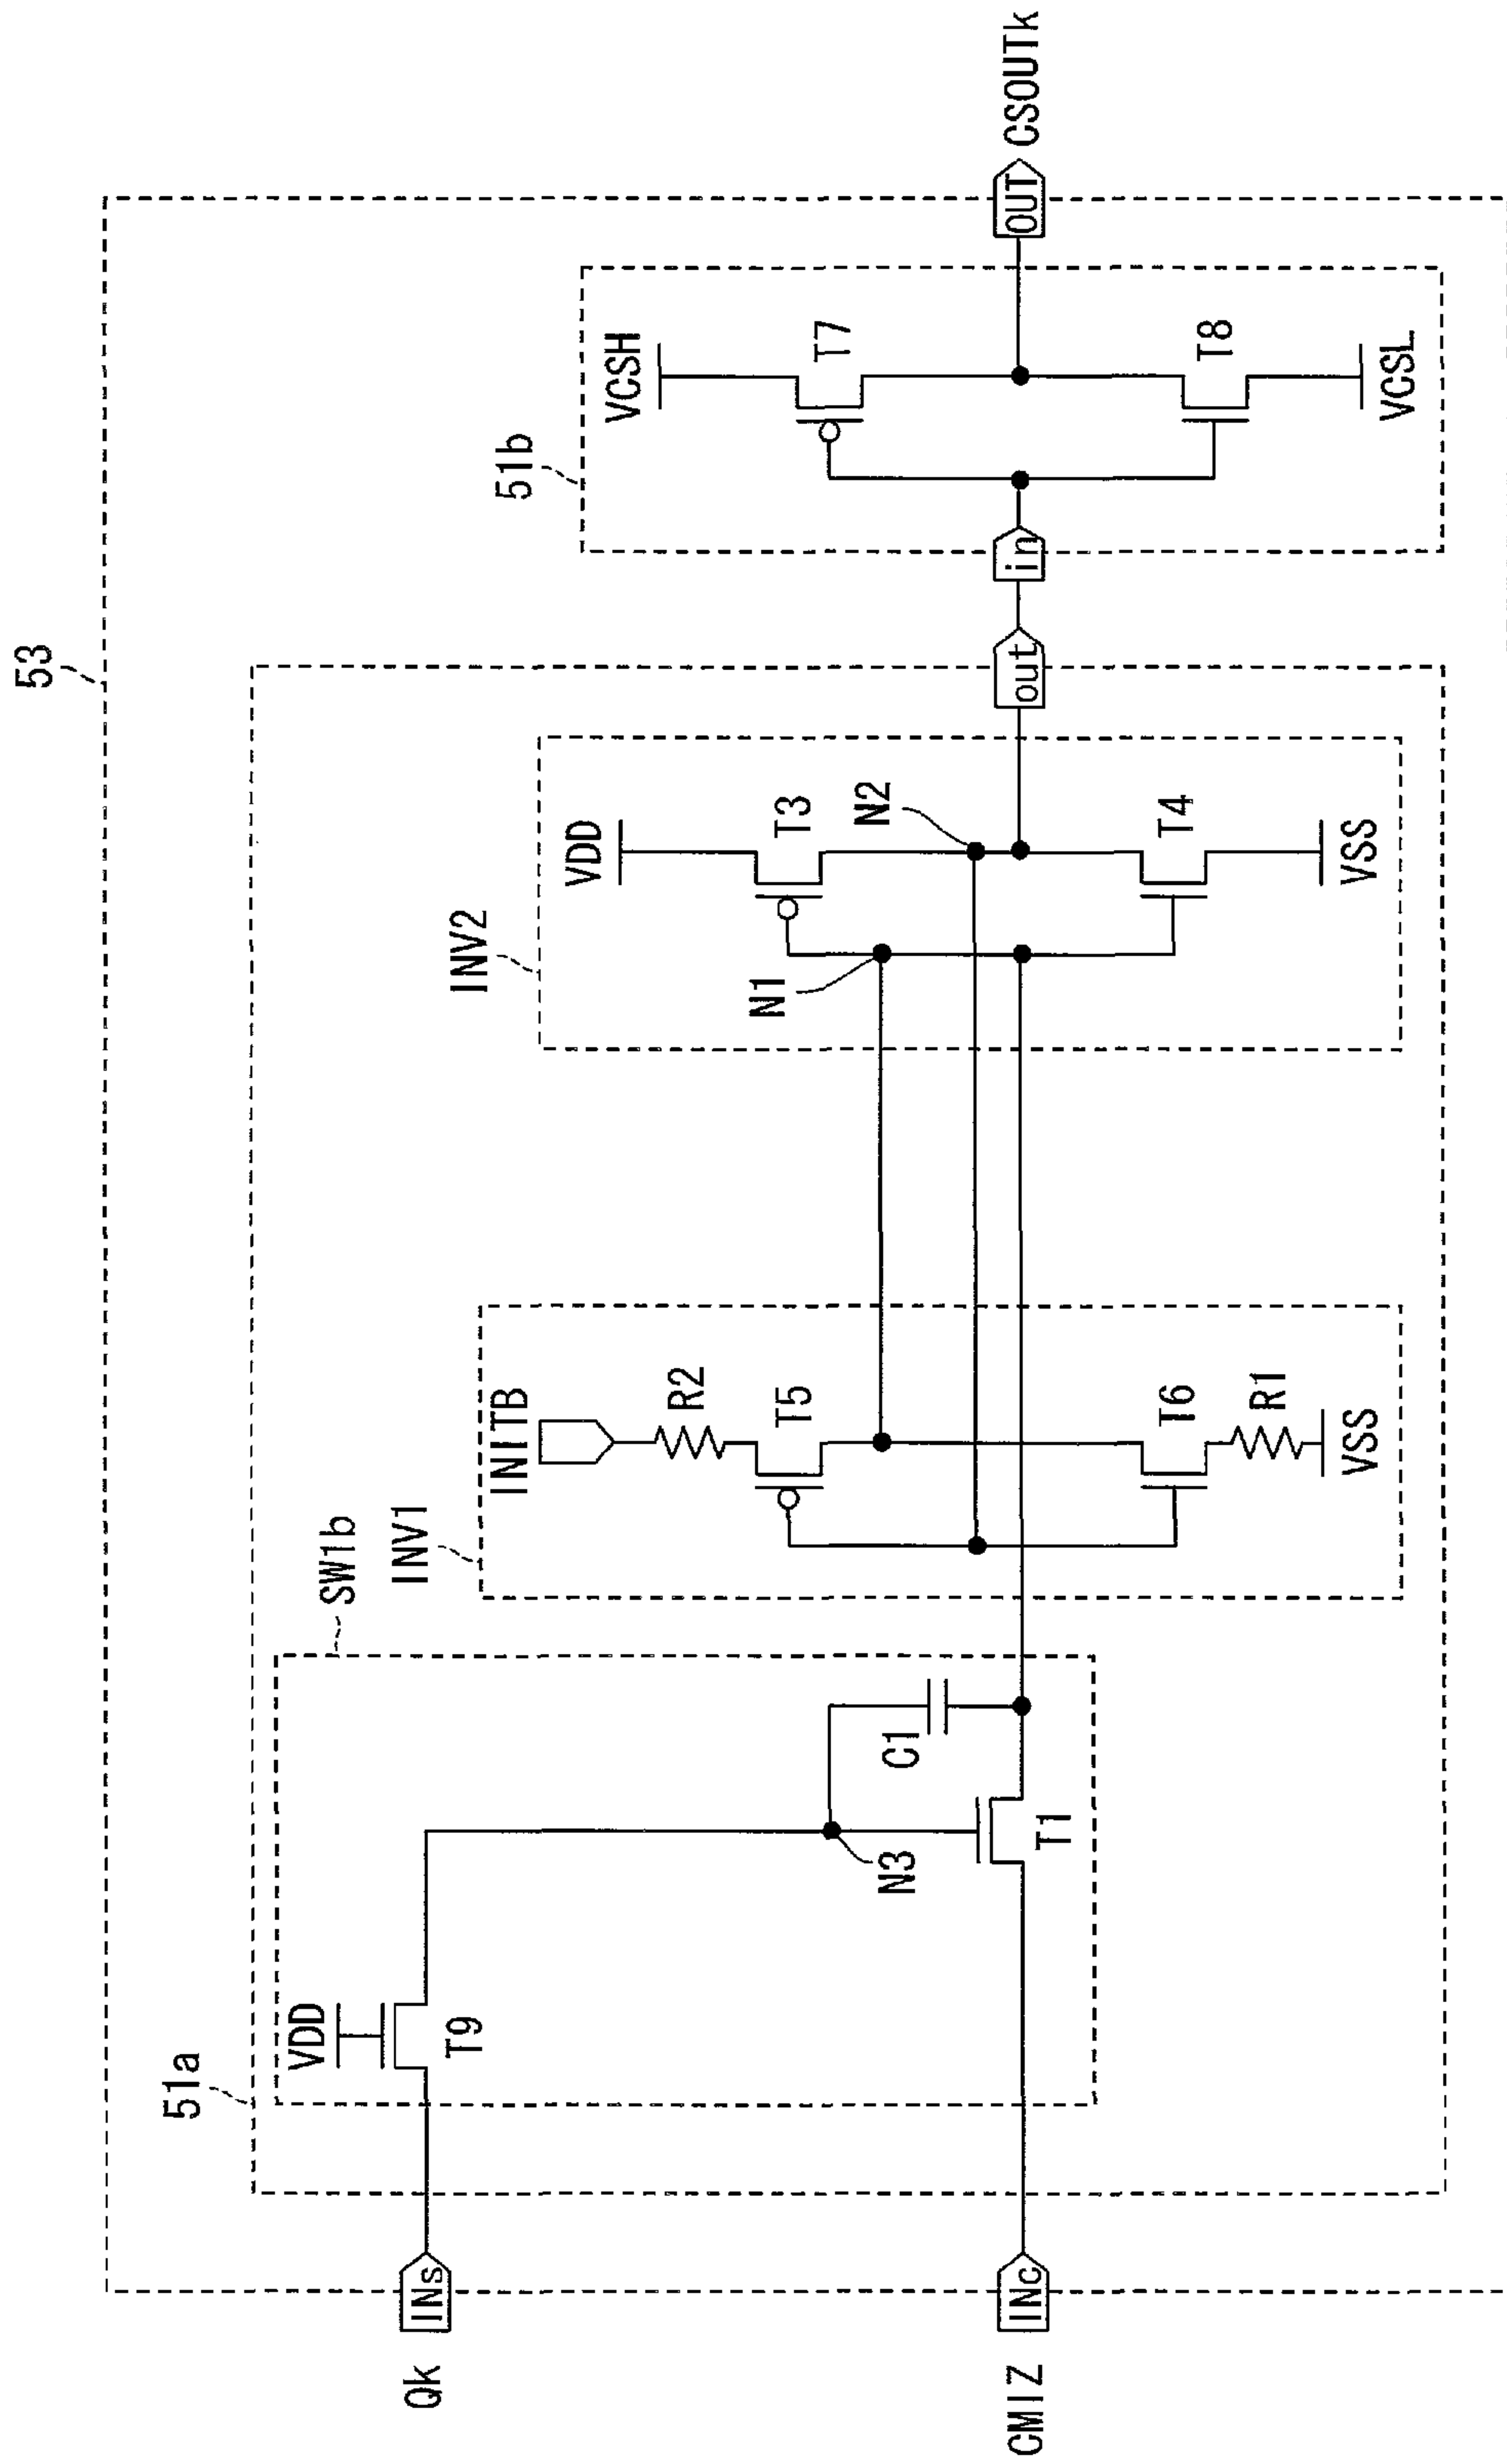 53
51a
SW1b
INV1
INV2
51b
VDD
T9
Qk
INs
N3
C1
T1
CMIZ
INc
INITB
R2
T5
T6
R1
VSS
VDD
T3
N1
N2
T4
VSS
out
in
VCSH
T7
T8
VCSL
OUT
CSOUTk